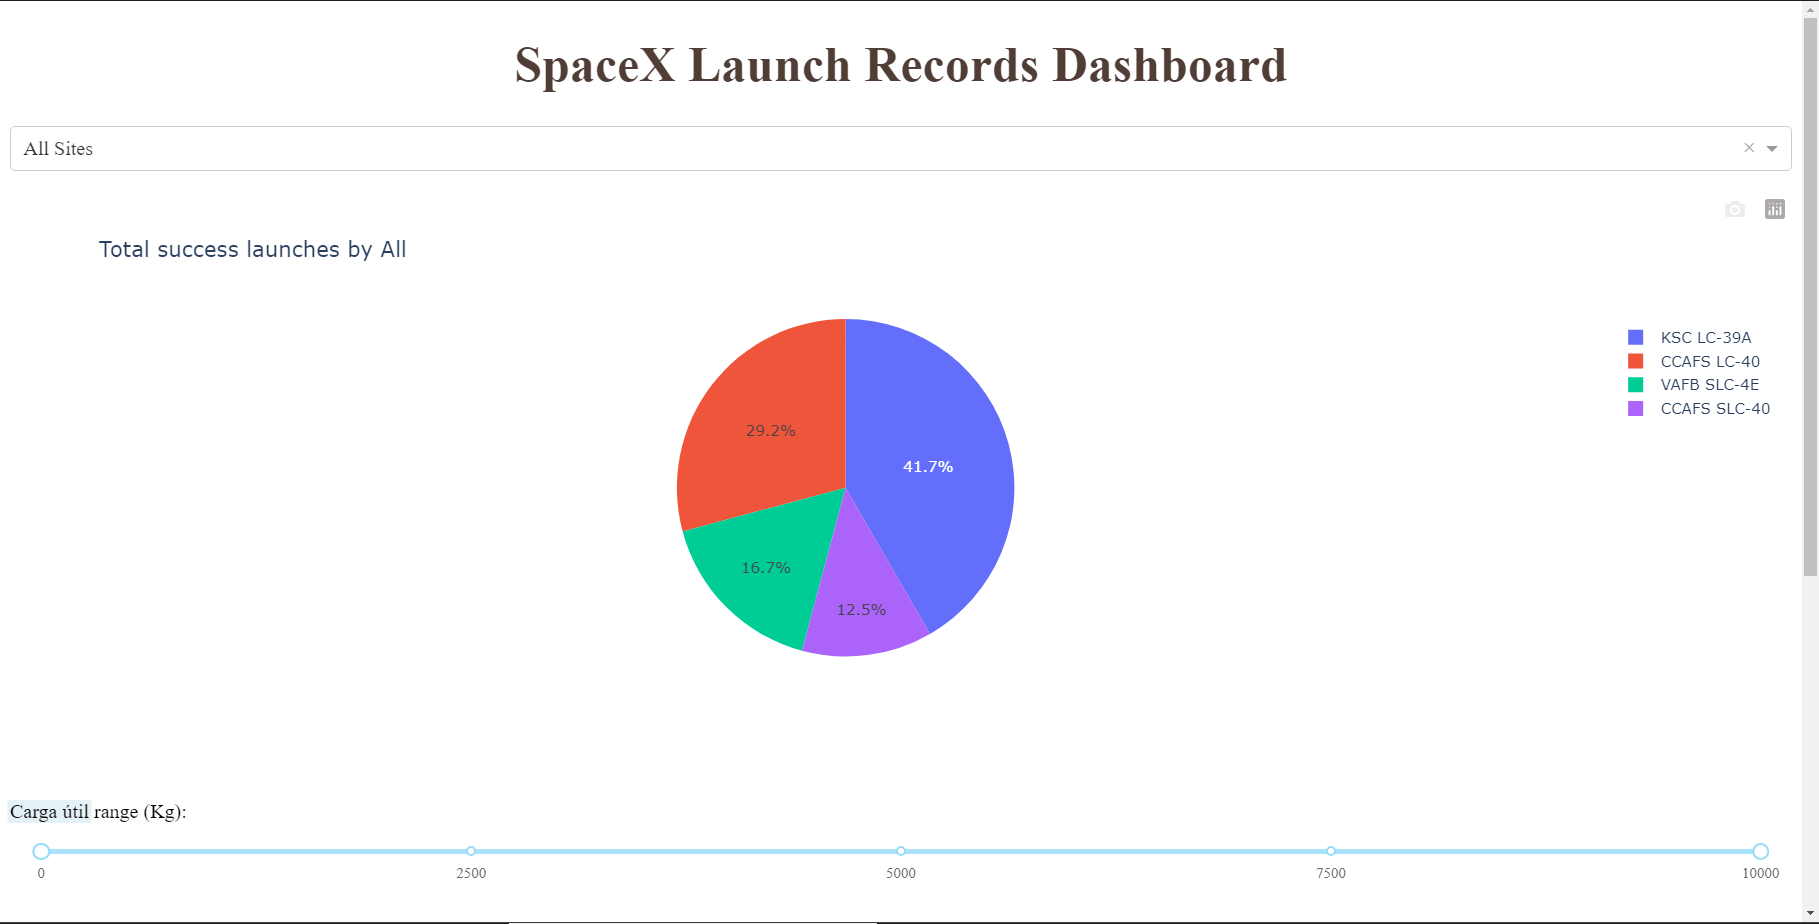 SpaceX Launch Records Dashboard
All Sites
Total success launches by All
KSC LC-39A
CCAFS LC-40
VAFB SLC-4E
CCAFS SLC-40
29.2%
41.7%
16.7%
12.5%
Carga útil range (Kg):
0 2500 5000 7500 10000